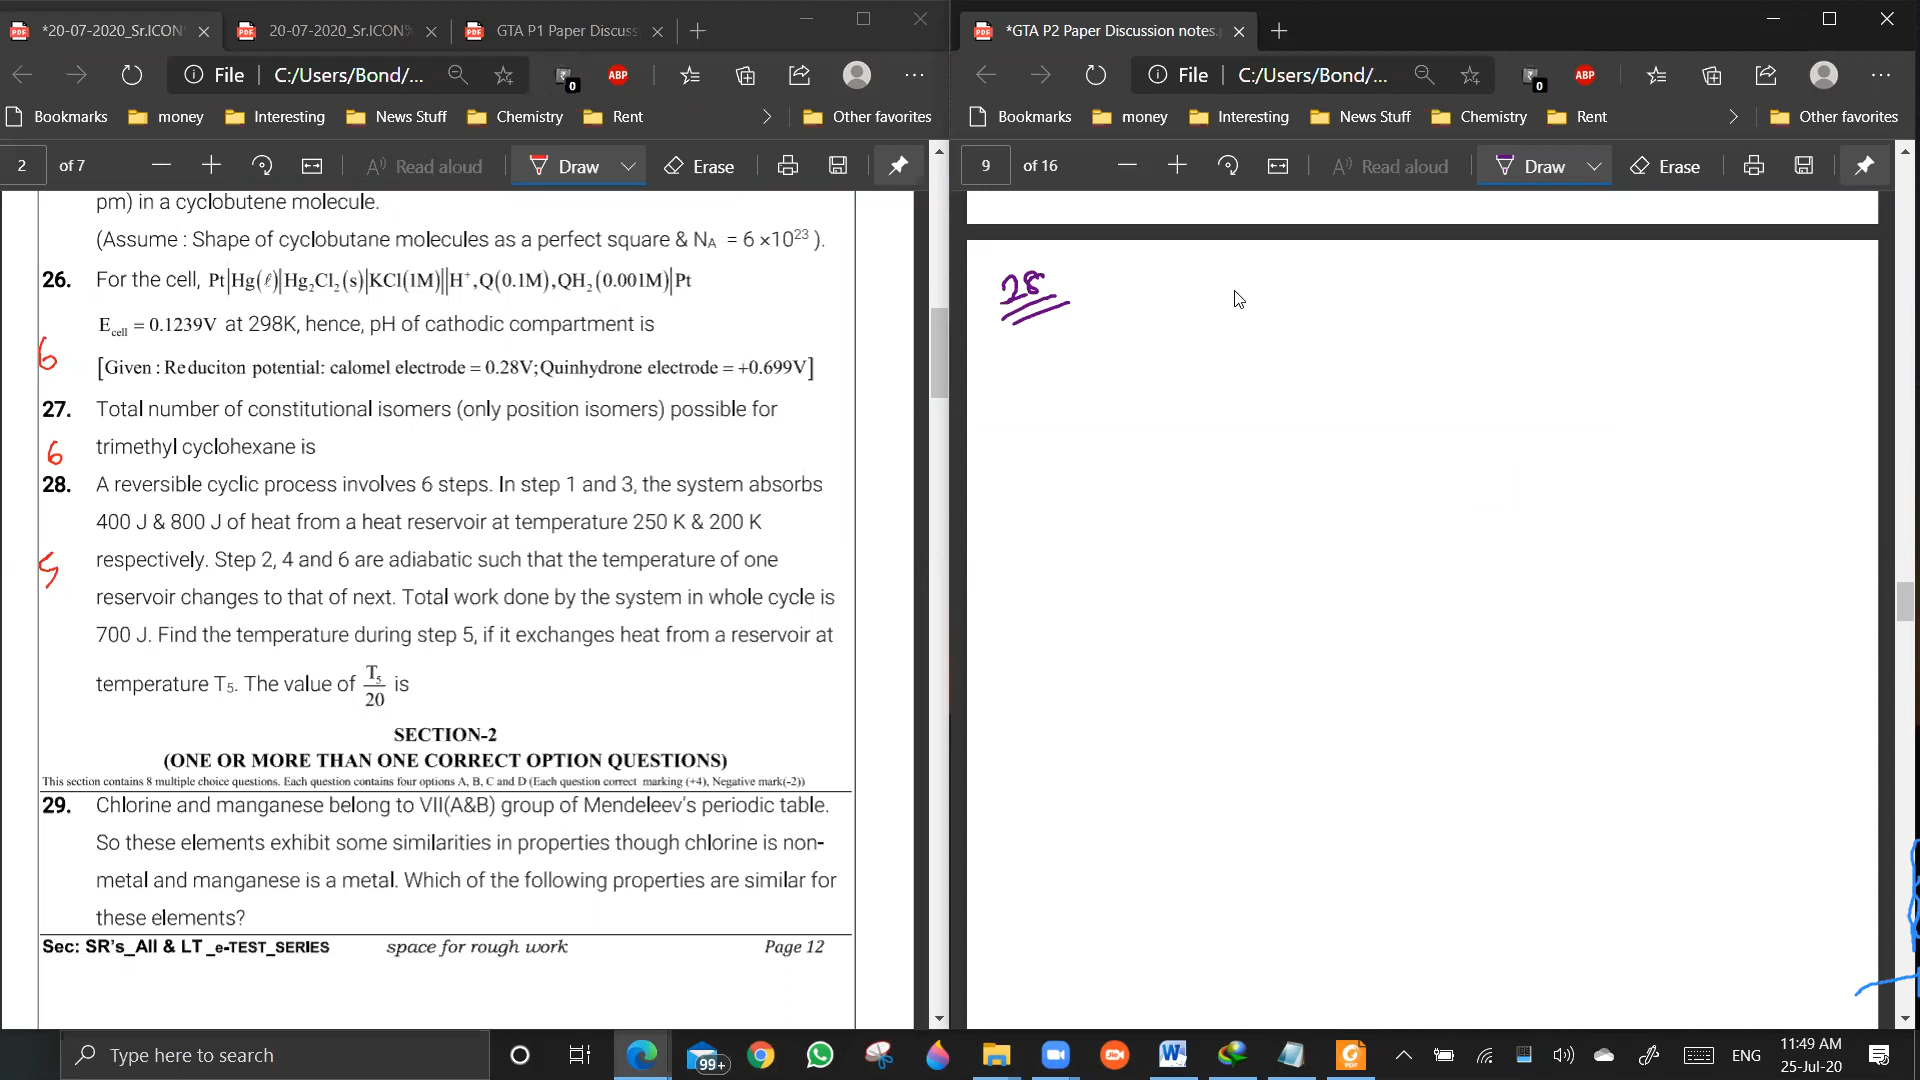 *20-07-2020_Sr.ICON
20-07-2020_Sr.ICON
GTA P1 Paper Discuss
*GTA P2 Paper Discussion notes.
File
C:/Users/Bond/...
0
ABP
File
C:/Users/Bond/...
0
ABP
Bookmarks
money
Interesting
News Stuff
Chemistry
Rent
Other favorites
Bookmarks
money
Interesting
News Stuff
Chemistry
Rent
Other favorites
2 of 7
Read aloud
Draw
Erase
9 of 16
Read aloud
Draw
Erase
pm) in a cyclobutene molecule.
(Assume : Shape of cyclobutane molecules as a perfect square & N_A = 6 ×10²³ ).
26. For the cell, Pt|Hg(ℓ)|Hg₂Cl₂(s)|KCl(1M)||H⁺,Q(0.1M),QH₂(0.001M)|Pt
E_cell = 0.1239V at 298K, hence, pH of cathodic compartment is
6
[Given : Reduciton potential: calomel electrode = 0.28V; Quinhydrone electrode = +0.699V]
27. Total number of constitutional isomers (only position isomers) possible for
6 trimethyl cyclohexane is
28. A reversible cyclic process involves 6 steps. In step 1 and 3, the system absorbs
400 J & 800 J of heat from a heat reservoir at temperature 250 K & 200 K
5 respectively. Step 2, 4 and 6 are adiabatic such that the temperature of one
reservoir changes to that of next. Total work done by the system in whole cycle is
700 J. Find the temperature during step 5, if it exchanges heat from a reservoir at
temperature T₅. The value of T₅/20 is
SECTION-2
(ONE OR MORE THAN ONE CORRECT OPTION QUESTIONS)
This section contains 8 multiple choice questions. Each question contains four options A, B, C and D (Each question correct marking (+4), Negative mark(-2))
29. Chlorine and manganese belong to VII(A&B) group of Mendeleev's periodic table.
So these elements exhibit some similarities in properties though chlorine is non-
metal and manganese is a metal. Which of the following properties are similar for
these elements?
Sec: SR's_All & LT _e-TEST_SERIES space for rough work Page 12
28
Type here to search
99+
ENG
11:49 AM
25-Jul-20